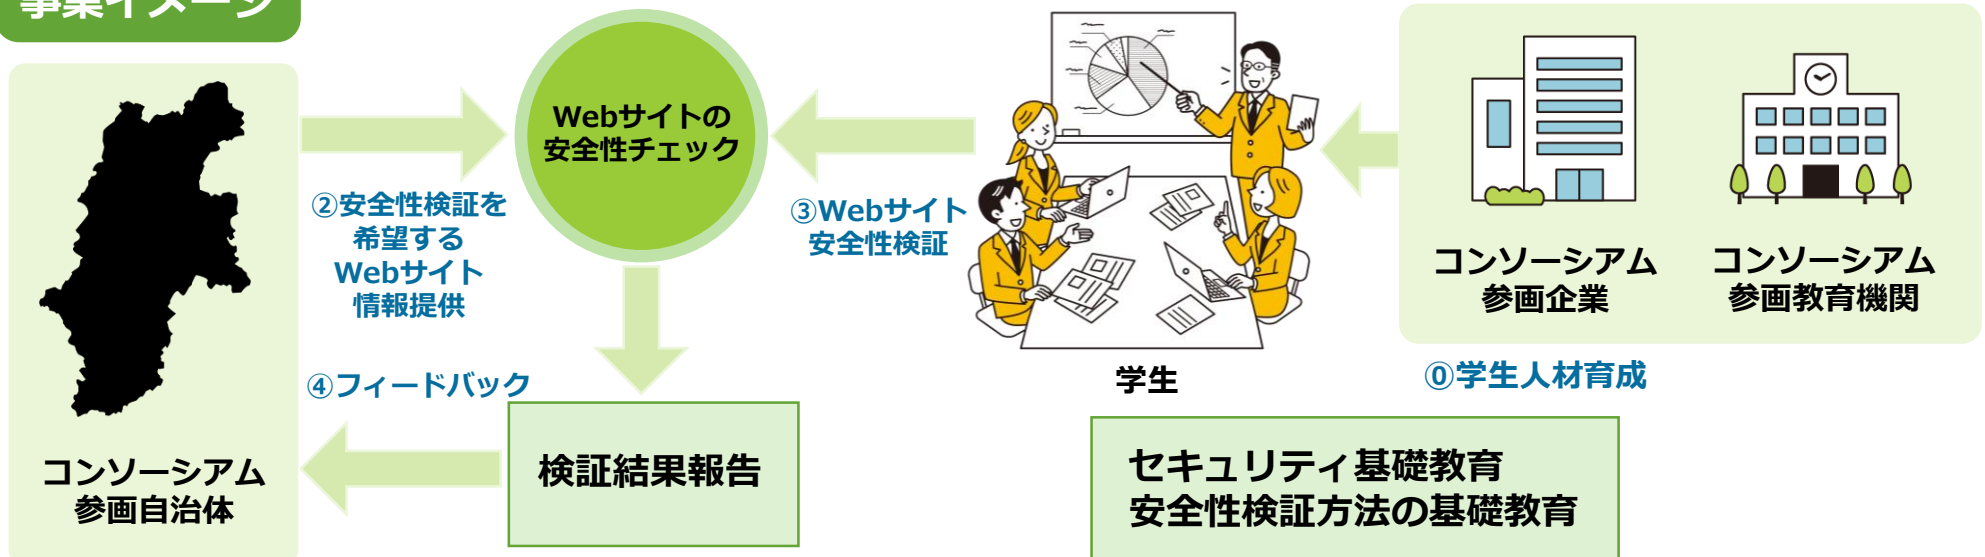 事業イメージ
コンソーシアム
参画自治体
②安全性検証を
希望する
Webサイト
情報提供
Webサイトの
安全性チェック
③Webサイト
安全性検証
④フィードバック
検証結果報告
学生
コンソーシアム
参画企業
コンソーシアム
参画教育機関
⓪学生人材育成
セキュリティ基礎教育
安全性検証方法の基礎教育